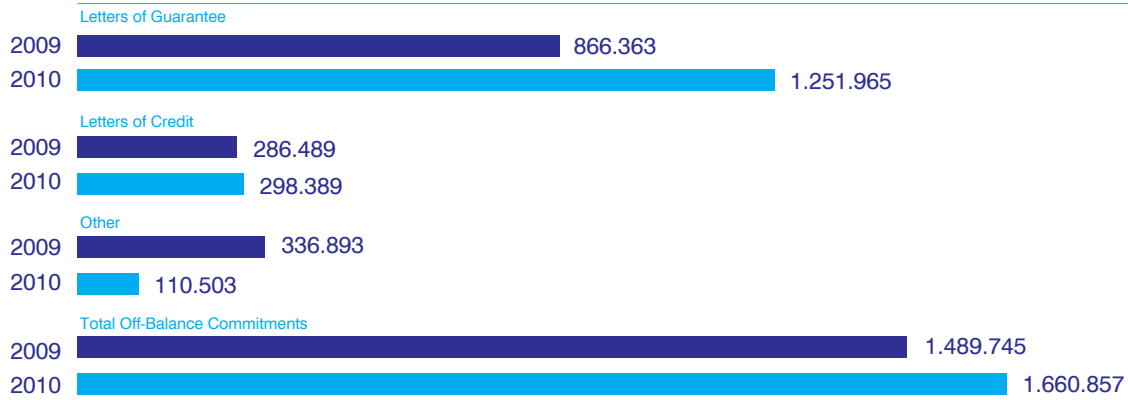 Letters of Guarantee
2009 866.363
2010 1.251.965
Letters of Credit
2009 286.489
2010 298.389
Other
2009 336.893
2010 110.503
Total Off-Balance Commitments
2009 1.489.745
2010 1.660.857